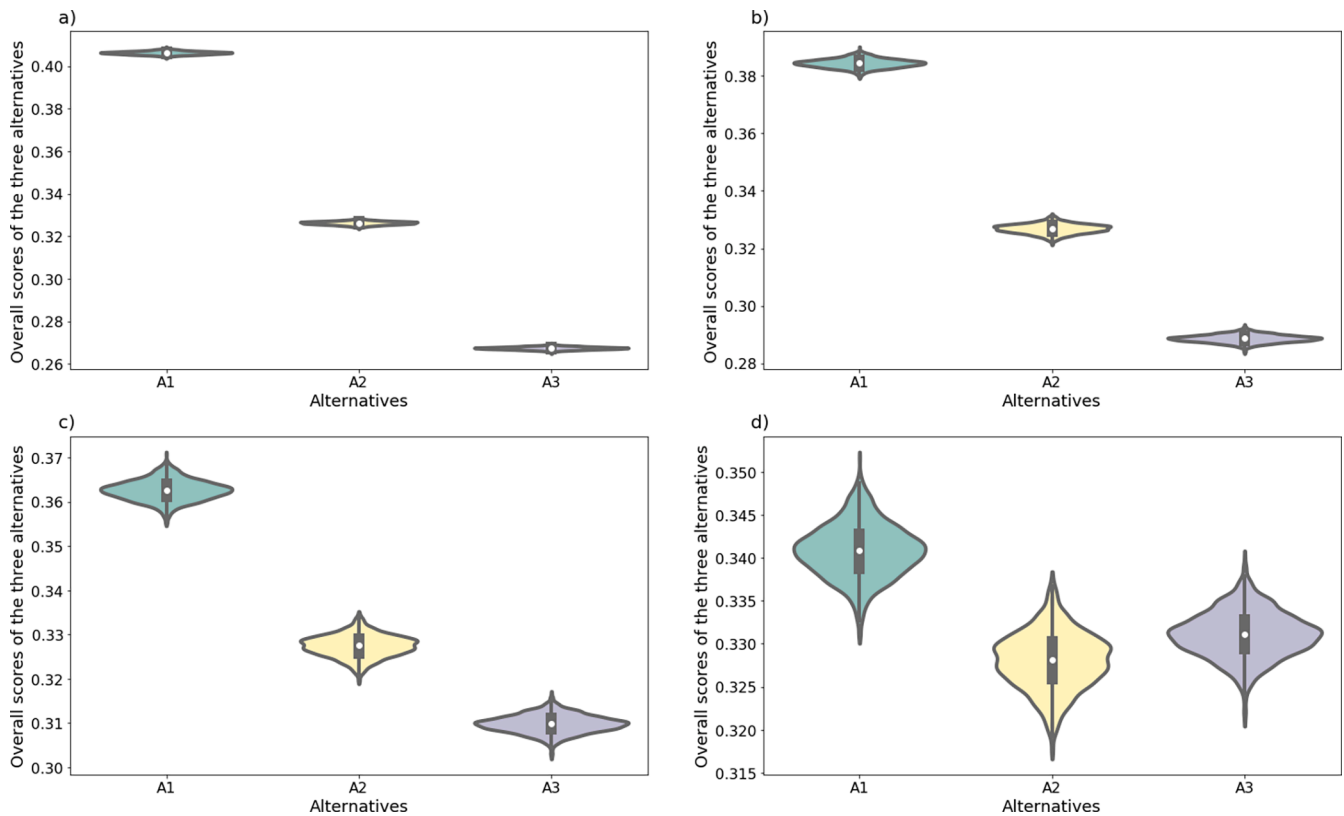 a)
Overall scores of the three alternatives
0.40
0.38
0.36
0.34
0.32
0.30
0.28
0.26
A1
A2
A3
Alternatives
b)
Overall scores of the three alternatives
0.38
0.36
0.34
0.32
0.30
0.28
A1
A2
A3
Alternatives
c)
Overall scores of the three alternatives
0.37
0.36
0.35
0.34
0.33
0.32
0.31
0.30
A1
A2
A3
Alternatives
d)
Overall scores of the three alternatives
0.350
0.345
0.340
0.335
0.330
0.325
0.320
0.315
A1
A2
A3
Alternatives